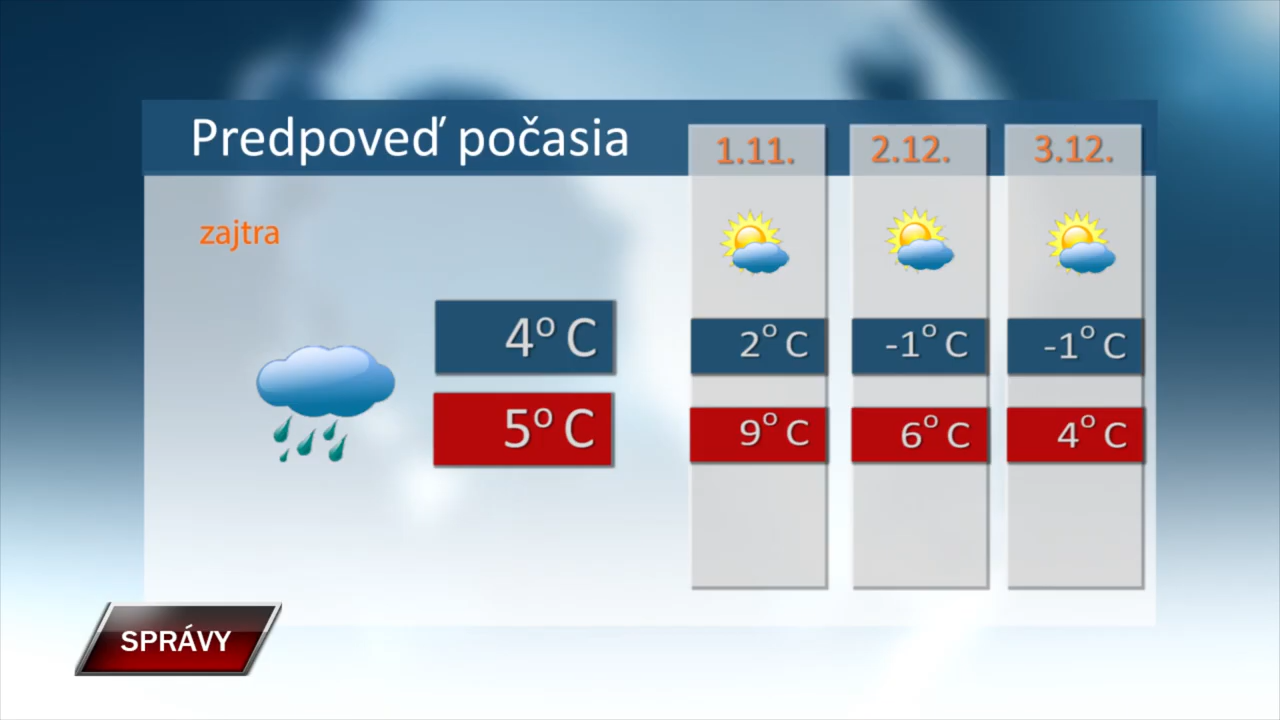 Predpoveď počasia
1.11. 2.12. 3.12.
zajtra
4° C
5° C
2° C -1° C -1° C
9° C 6° C 4° C
SPRÁVY